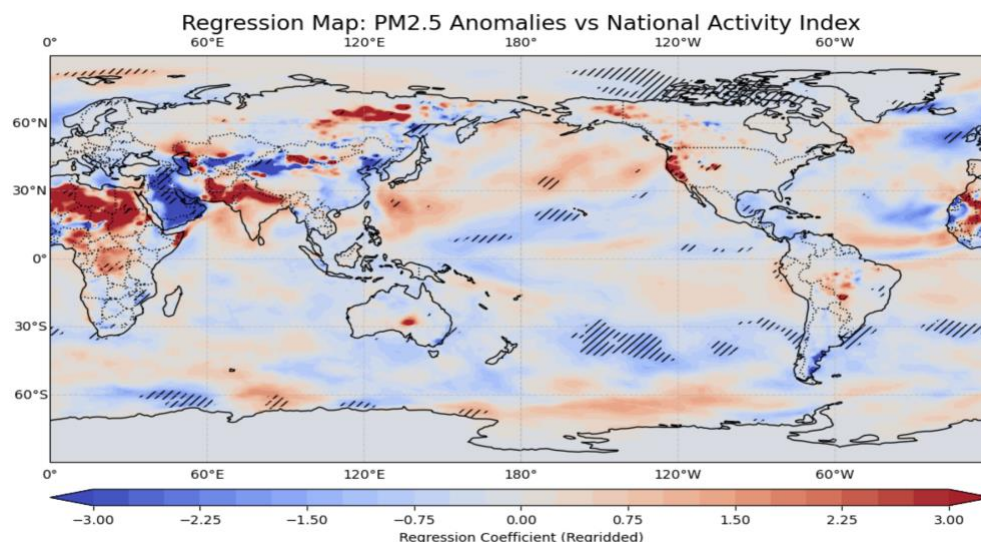 Regression Map: PM2.5 Anomalies vs National Activity Index
0° 60°E 120°E 180° 120°W 60°W
60°N
30°N
0°
30°S
60°S
0° 60°E 120°E 180° 120°W 60°W
−3.00 −2.25 −1.50 −0.75 0.00 0.75 1.50 2.25 3.00
Regression Coefficient (Regridded)